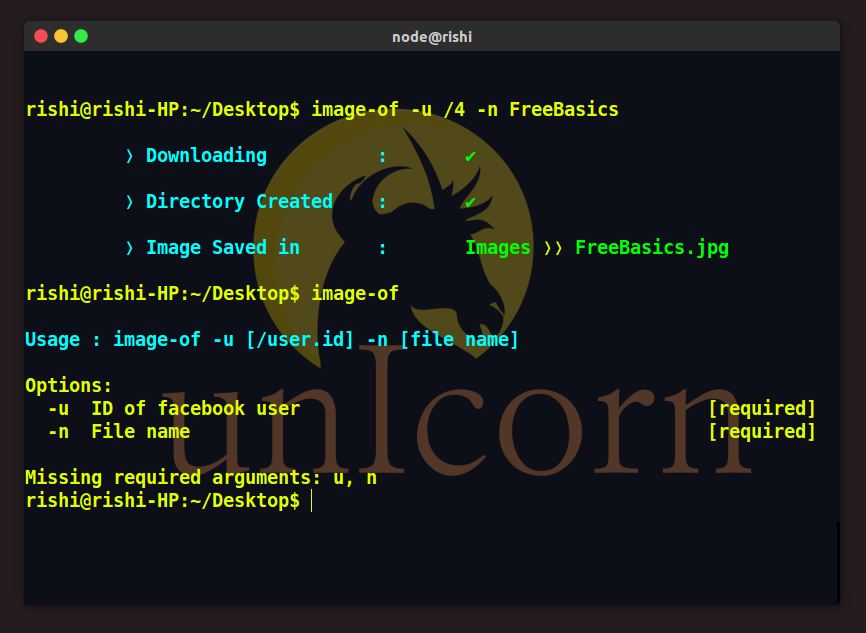 node@rishi
rishi@rishi-HP:~/Desktop$ image-of -u /4 -n FreeBasics
〉 Downloading : ✔
〉 Directory Created : ✔
〉 Image Saved in : Images 〉〉 FreeBasics.jpg
rishi@rishi-HP:~/Desktop$ image-of
Usage : image-of -u [/user.id] -n [file name]
Options:
-u ID of facebook user [required]
-n File name [required]
unIcorn
Missing required arguments: u, n
rishi@rishi-HP:~/Desktop$